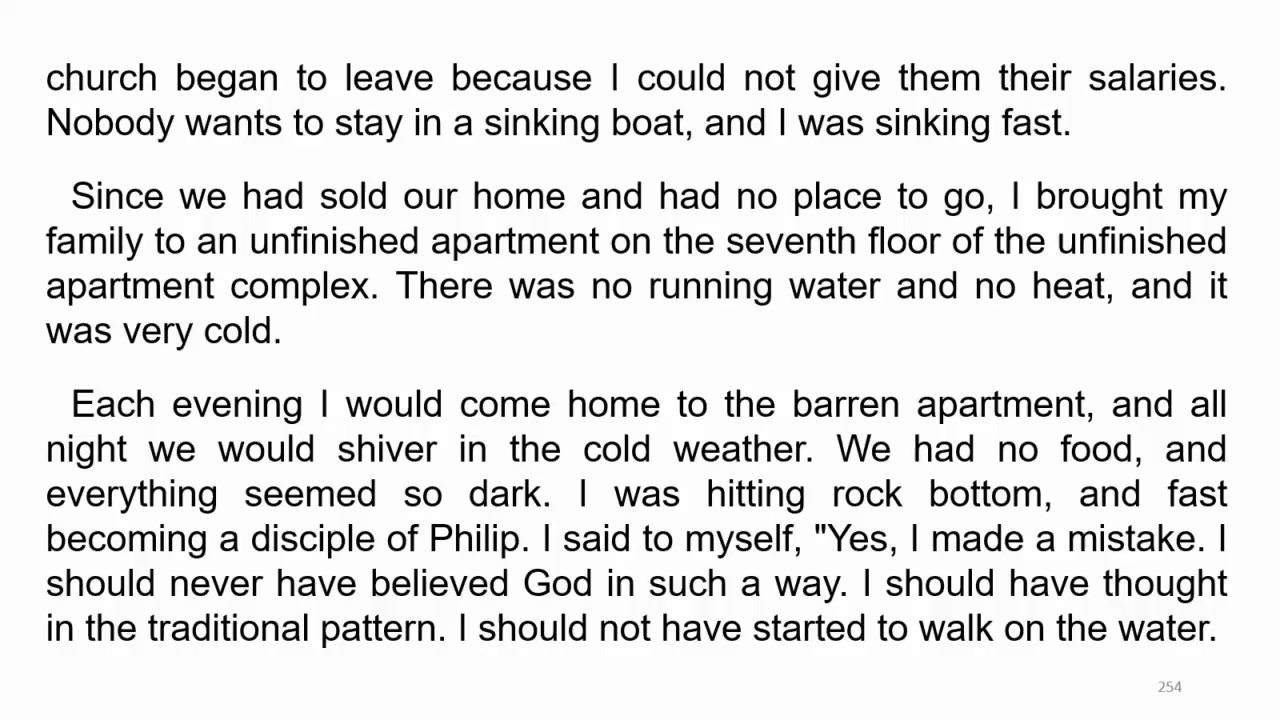 church began to leave because I could not give them their salaries.
Nobody wants to stay in a sinking boat, and I was sinking fast.
Since we had sold our home and had no place to go, I brought my
family to an unfinished apartment on the seventh floor of the unfinished
apartment complex. There was no running water and no heat, and it
was very cold.
Each evening I would come home to the barren apartment, and all
night we would shiver in the cold weather. We had no food, and
everything seemed so dark. I was hitting rock bottom, and fast
becoming a disciple of Philip. I said to myself, "Yes, I made a mistake. I
should never have believed God in such a way. I should have thought
in the traditional pattern. I should not have started to walk on the water.
254